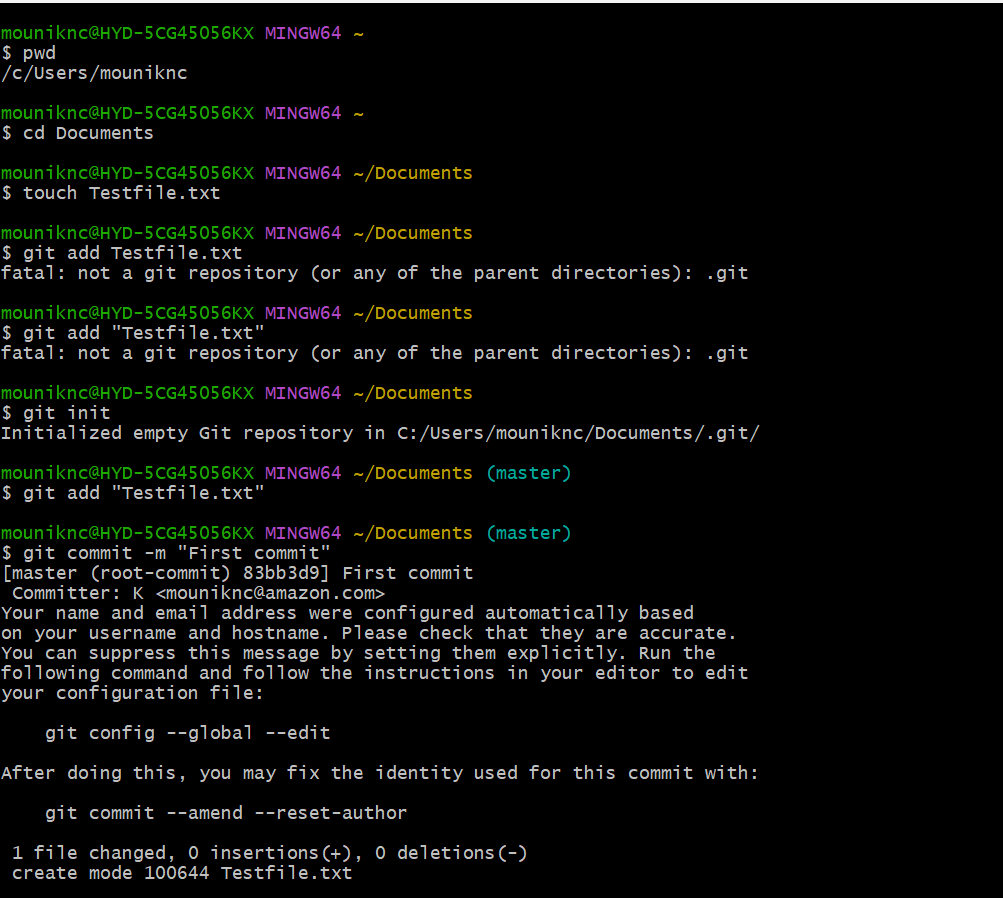 mouniknc@HYD-5CG45056KX MINGW64 ~
$ pwd
/c/Users/mouniknc
mouniknc@HYD-5CG45056KX MINGW64 ~
$ cd Documents
mouniknc@HYD-5CG45056KX MINGW64 ~/Documents
$ touch Testfile.txt
mouniknc@HYD-5CG45056KX MINGW64 ~/Documents
$ git add Testfile.txt
fatal: not a git repository (or any of the parent directories): .git
mouniknc@HYD-5CG45056KX MINGW64 ~/Documents
$ git add "Testfile.txt"
fatal: not a git repository (or any of the parent directories): .git
mouniknc@HYD-5CG45056KX MINGW64 ~/Documents
$ git init
Initialized empty Git repository in C:/Users/mouniknc/Documents/.git/
mouniknc@HYD-5CG45056KX MINGW64 ~/Documents (master)
$ git add "Testfile.txt"
mouniknc@HYD-5CG45056KX MINGW64 ~/Documents (master)
$ git commit -m "First commit"
[master (root-commit) 83bb3d9] First commit
 Committer: K <mouniknc@amazon.com>
Your name and email address were configured automatically based
on your username and hostname. Please check that they are accurate.
You can suppress this message by setting them explicitly. Run the
following command and follow the instructions in your editor to edit
your configuration file:
    git config --global --edit
After doing this, you may fix the identity used for this commit with:
    git commit --amend --reset-author
 1 file changed, 0 insertions(+), 0 deletions(-)
 create mode 100644 Testfile.txt